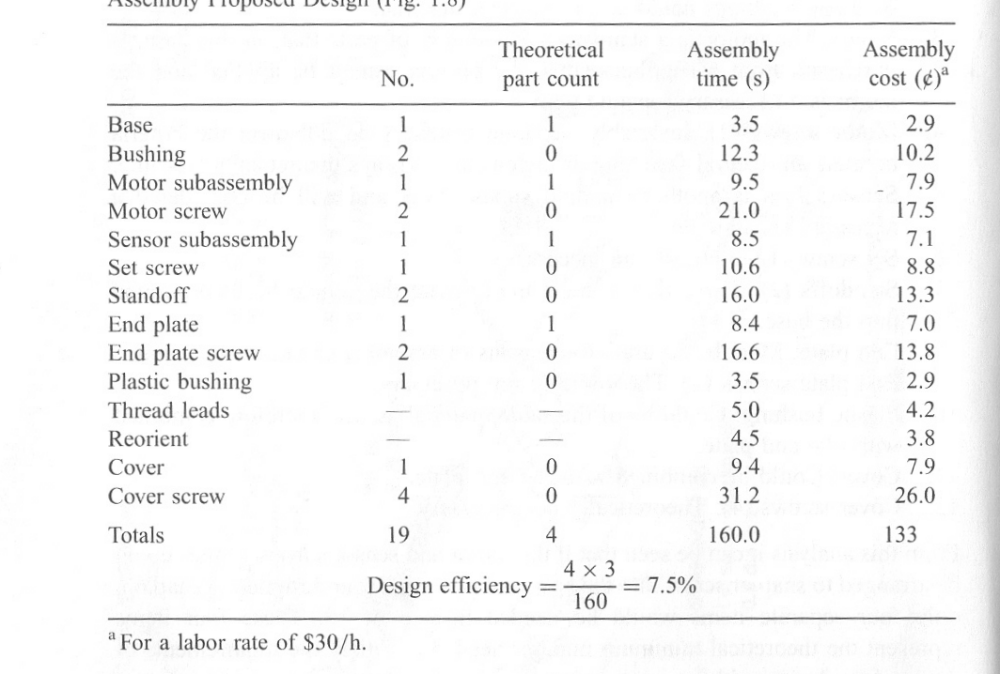 Assembly Proposed Design (Fig. 1.8)
No. Theoretical part count Assembly time (s) Assembly cost (¢)ᵃ
Base 1 1 3.5 2.9
Bushing 2 0 12.3 10.2
Motor subassembly 1 1 9.5 7.9
Motor screw 2 0 21.0 17.5
Sensor subassembly 1 1 8.5 7.1
Set screw 1 0 10.6 8.8
Standoff 2 0 16.0 13.3
End plate 1 1 8.4 7.0
End plate screw 2 0 16.6 13.8
Plastic bushing 1 0 3.5 2.9
Thread leads — — 5.0 4.2
Reorient — — 4.5 3.8
Cover 1 0 9.4 7.9
Cover screw 4 0 31.2 26.0
Totals 19 4 160.0 133
Design efficiency = 4 × 3 / 160 = 7.5%
ᵃ For a labor rate of $30/h.